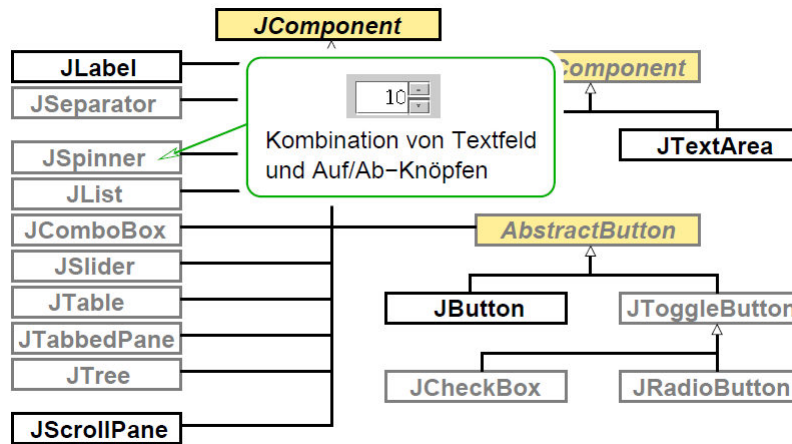 JComponent
JLabel
Component
JSeparator
10
Kombination von Textfeld
und Auf/Ab−Knöpfen
JTextArea
JSpinner
JList
JComboBox
AbstractButton
JSlider
JTable
JButton
JToggleButton
JTabbedPane
JTree
JCheckBox
JRadioButton
JScrollPane